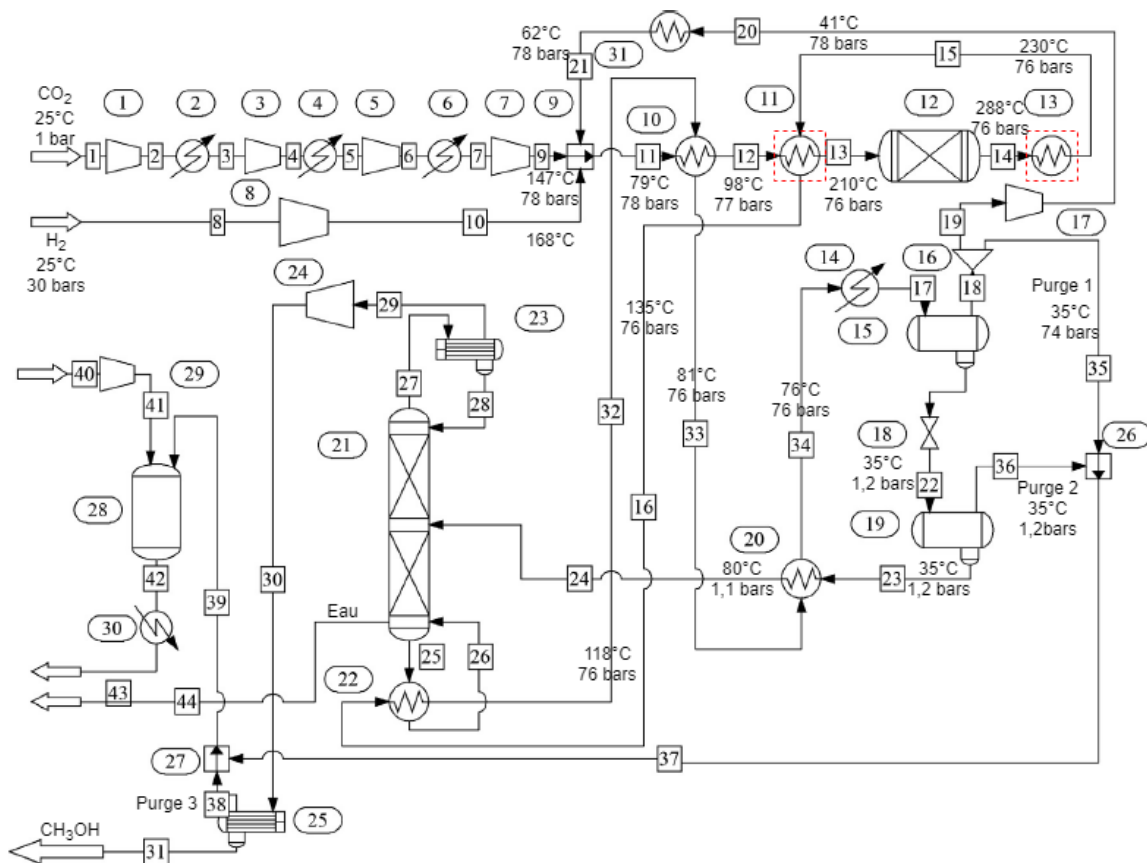 62°C
78 bars
31
20
41°C
78 bars
15
230°C
76 bars
21
CO₂
25°C
1 bar
1
2
3
4
5
6
7
9
10
11
12
288°C
76 bars
13
1
2
3
4
5
6
7
9
147°C
78 bars
11
79°C
78 bars
12
98°C
77 bars
13
210°C
76 bars
14
8
H₂
25°C
30 bars
8
10
168°C
19
17
24
14
16
18
Purge 1
35°C
74 bars
29
23
17
15
135°C
76 bars
40
29
41
27
28
32
81°C
76 bars
33
76°C
76 bars
34
35
21
18
35°C
1,2 bars
22
36
26
Purge 2
35°C
1,2bars
28
16
19
20
42
30
39
30
24
80°C
1,1 bars
23
35°C
1,2 bars
Eau
25
26
118°C
76 bars
22
43
44
27
37
Purge 3
38
25
CH₃OH
31